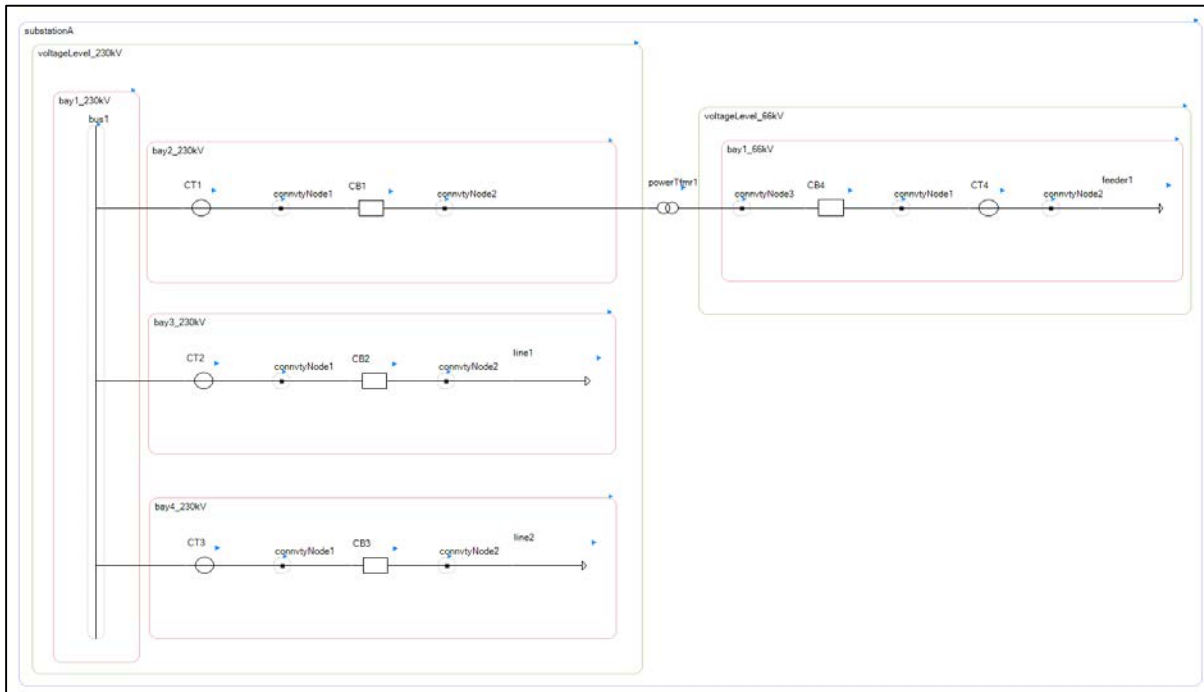 substationA
voltageLevel_230kV
bay1_230kV
bus1
bay2_230kV
CT1
connvtyNode1
CB1
connvtyNode2
powerTfmr1
voltageLevel_66kV
bay1_66kV
connvtyNode3
CB4
connvtyNode1
CT4
connvtyNode2
feeder1
bay3_230kV
CT2
connvtyNode1
CB2
connvtyNode2
line1
bay4_230kV
CT3
connvtyNode1
CB3
connvtyNode2
line2